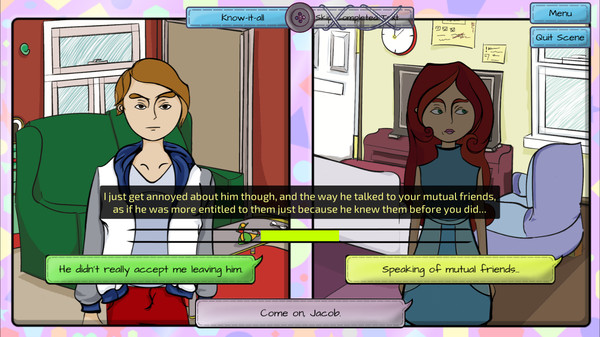 Know-it-all
Menu
Quit Scene
I just get annoyed about him though, and the way he talked to your mutual friends,
as if he was more entitled to them just because he knew them before you did...
He didn't really accept me leaving him.
Speaking of mutual friends...
Come on, Jacob.